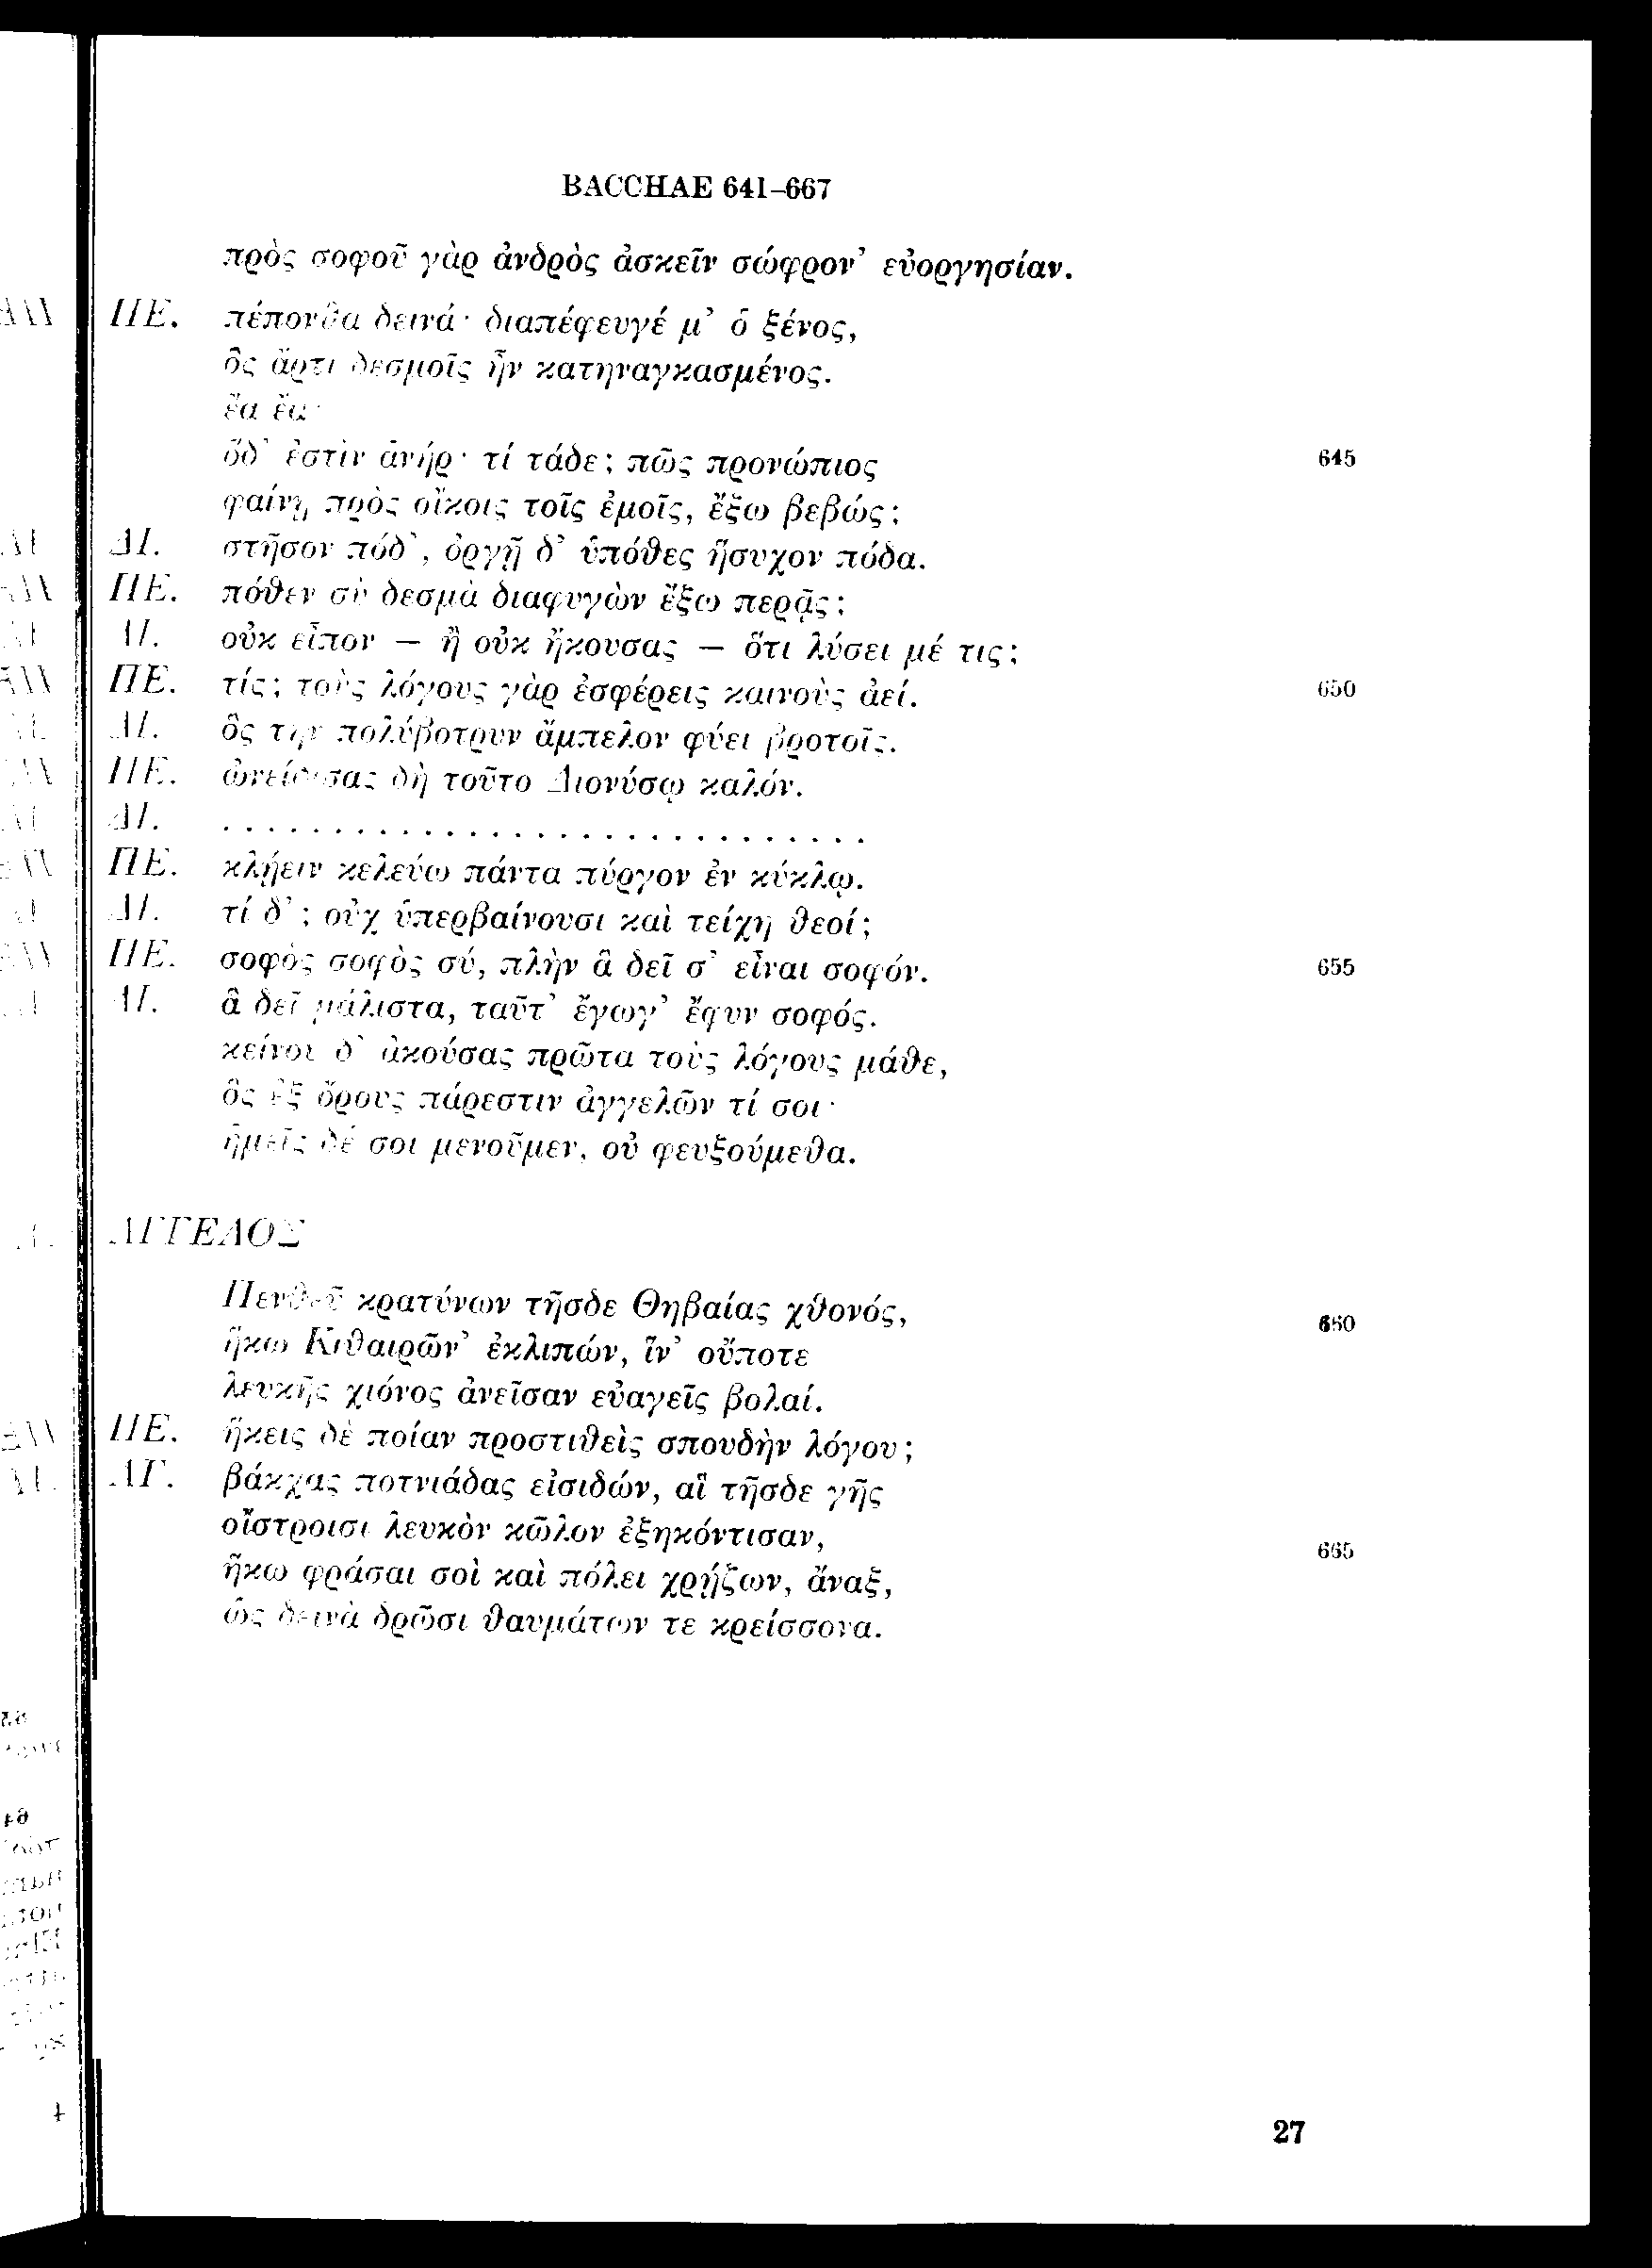 BACCHAE 641–667
πρὸς σοφοῦ γὰρ ἀνδρὸς ἀσκεῖν σώφρον’ εὐοργησίαν.
ΠΕ. πέπονθα δεινά· διαπέφευγέ μ’ ὁ ξένος,
ὃς ἄρτι δεσμοῖς ἦν κατηναγκασμένος.
ἔα ἔα·
ὅδ’ ἐστὶν ἁνήρ· τί τάδε; πῶς προνώπιος 645
φαίνῃ πρὸς οἴκοις τοῖς ἐμοῖς, ἔξω βεβώς;
ΔΙ. στῆσον πόδ’, ὀργῇ δ’ ὑπόθες ἥσυχον πόδα.
ΠΕ. πόθεν σὺ δεσμὰ διαφυγὼν ἔξω περᾷς;
ΔΙ. οὐκ εἶπον – ἢ οὐκ ἤκουσας – ὅτι λύσει μέ τις;
ΠΕ. τίς; τοὺς λόγους γὰρ ἐσφέρεις καινοὺς ἀεί. 650
ΔΙ. ὃς τὴν πολύβοτρυν ἄμπελον φύει βροτοῖς.
ΠΕ. ὠνείδισας δὴ τοῦτο Διονύσῳ καλόν.
ΔΙ. . . . . . . . . . . . . . . . . . . . . . . . . . . . . .
ΠΕ. κλῄειν κελεύω πάντα πύργον ἐν κύκλῳ.
ΔΙ. τί δ’; οὐχ ὑπερβαίνουσι καὶ τείχη θεοί;
ΠΕ. σοφὸς σοφὸς σύ, πλὴν ἃ δεῖ σ’ εἶναι σοφόν. 655
ΔΙ. ἃ δεῖ μάλιστα, ταῦτ’ ἔγωγ’ ἔφυν σοφός.
κείνου δ’ ἀκούσας πρῶτα τοὺς λόγους μάθε,
ὃς ἐξ ὄρους πάρεστιν ἀγγελῶν τί σοι·
ἡμεῖς δέ σοι μενοῦμεν, οὐ φευξούμεθα.
ΑΓΓΕΛΟΣ
Πενθεῦ κρατύνων τῆσδε Θηβαίας χθονός, 660
ἥκω Κιθαιρῶν’ ἐκλιπών, ἵν’ οὔποτε
λευκῆς χιόνος ἀνεῖσαν εὐαγεῖς βολαί.
ΠΕ. ἥκεις δὲ ποίαν προστιθεὶς σπουδὴν λόγου;
ΑΓ. βάκχας ποτνιάδας εἰσιδών, αἳ τῆσδε γῆς
οἴστροισι λευκὸν κῶλον ἐξηκόντισαν, 665
ἥκω φράσαι σοὶ καὶ πόλει χρῄζων, ἄναξ,
ὡς δεινὰ δρῶσι θαυμάτων τε κρείσσονα.
27